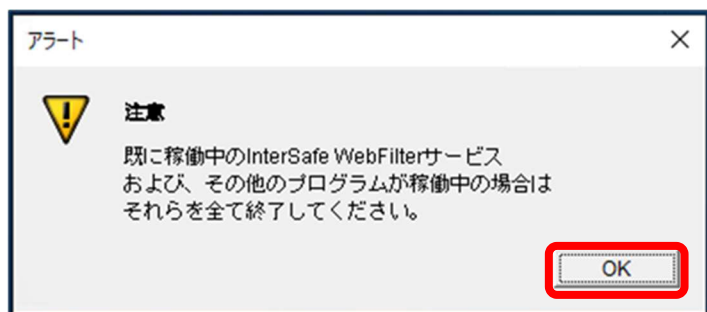 アラート
注意
既に稼働中のInterSafe WebFilterサービス
および、その他のプログラムが稼働中の場合は
それらを全て終了してください。
OK